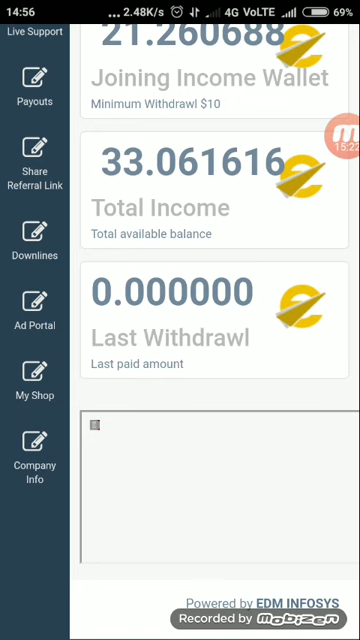 14:56
... 2.48K/s
4G VoLTE
69%
Live Support
Payouts
Share
Referral Link
Downlines
Ad Portal
My Shop
Company
Info
21.260688
Joining Income Wallet
Minimum Withdrawl $10
15:22
33.061616
Total Income
Total available balance
0.000000
Last Withdrawl
Last paid amount
Powered by EDM INFOSYS
Recorded by mobizen